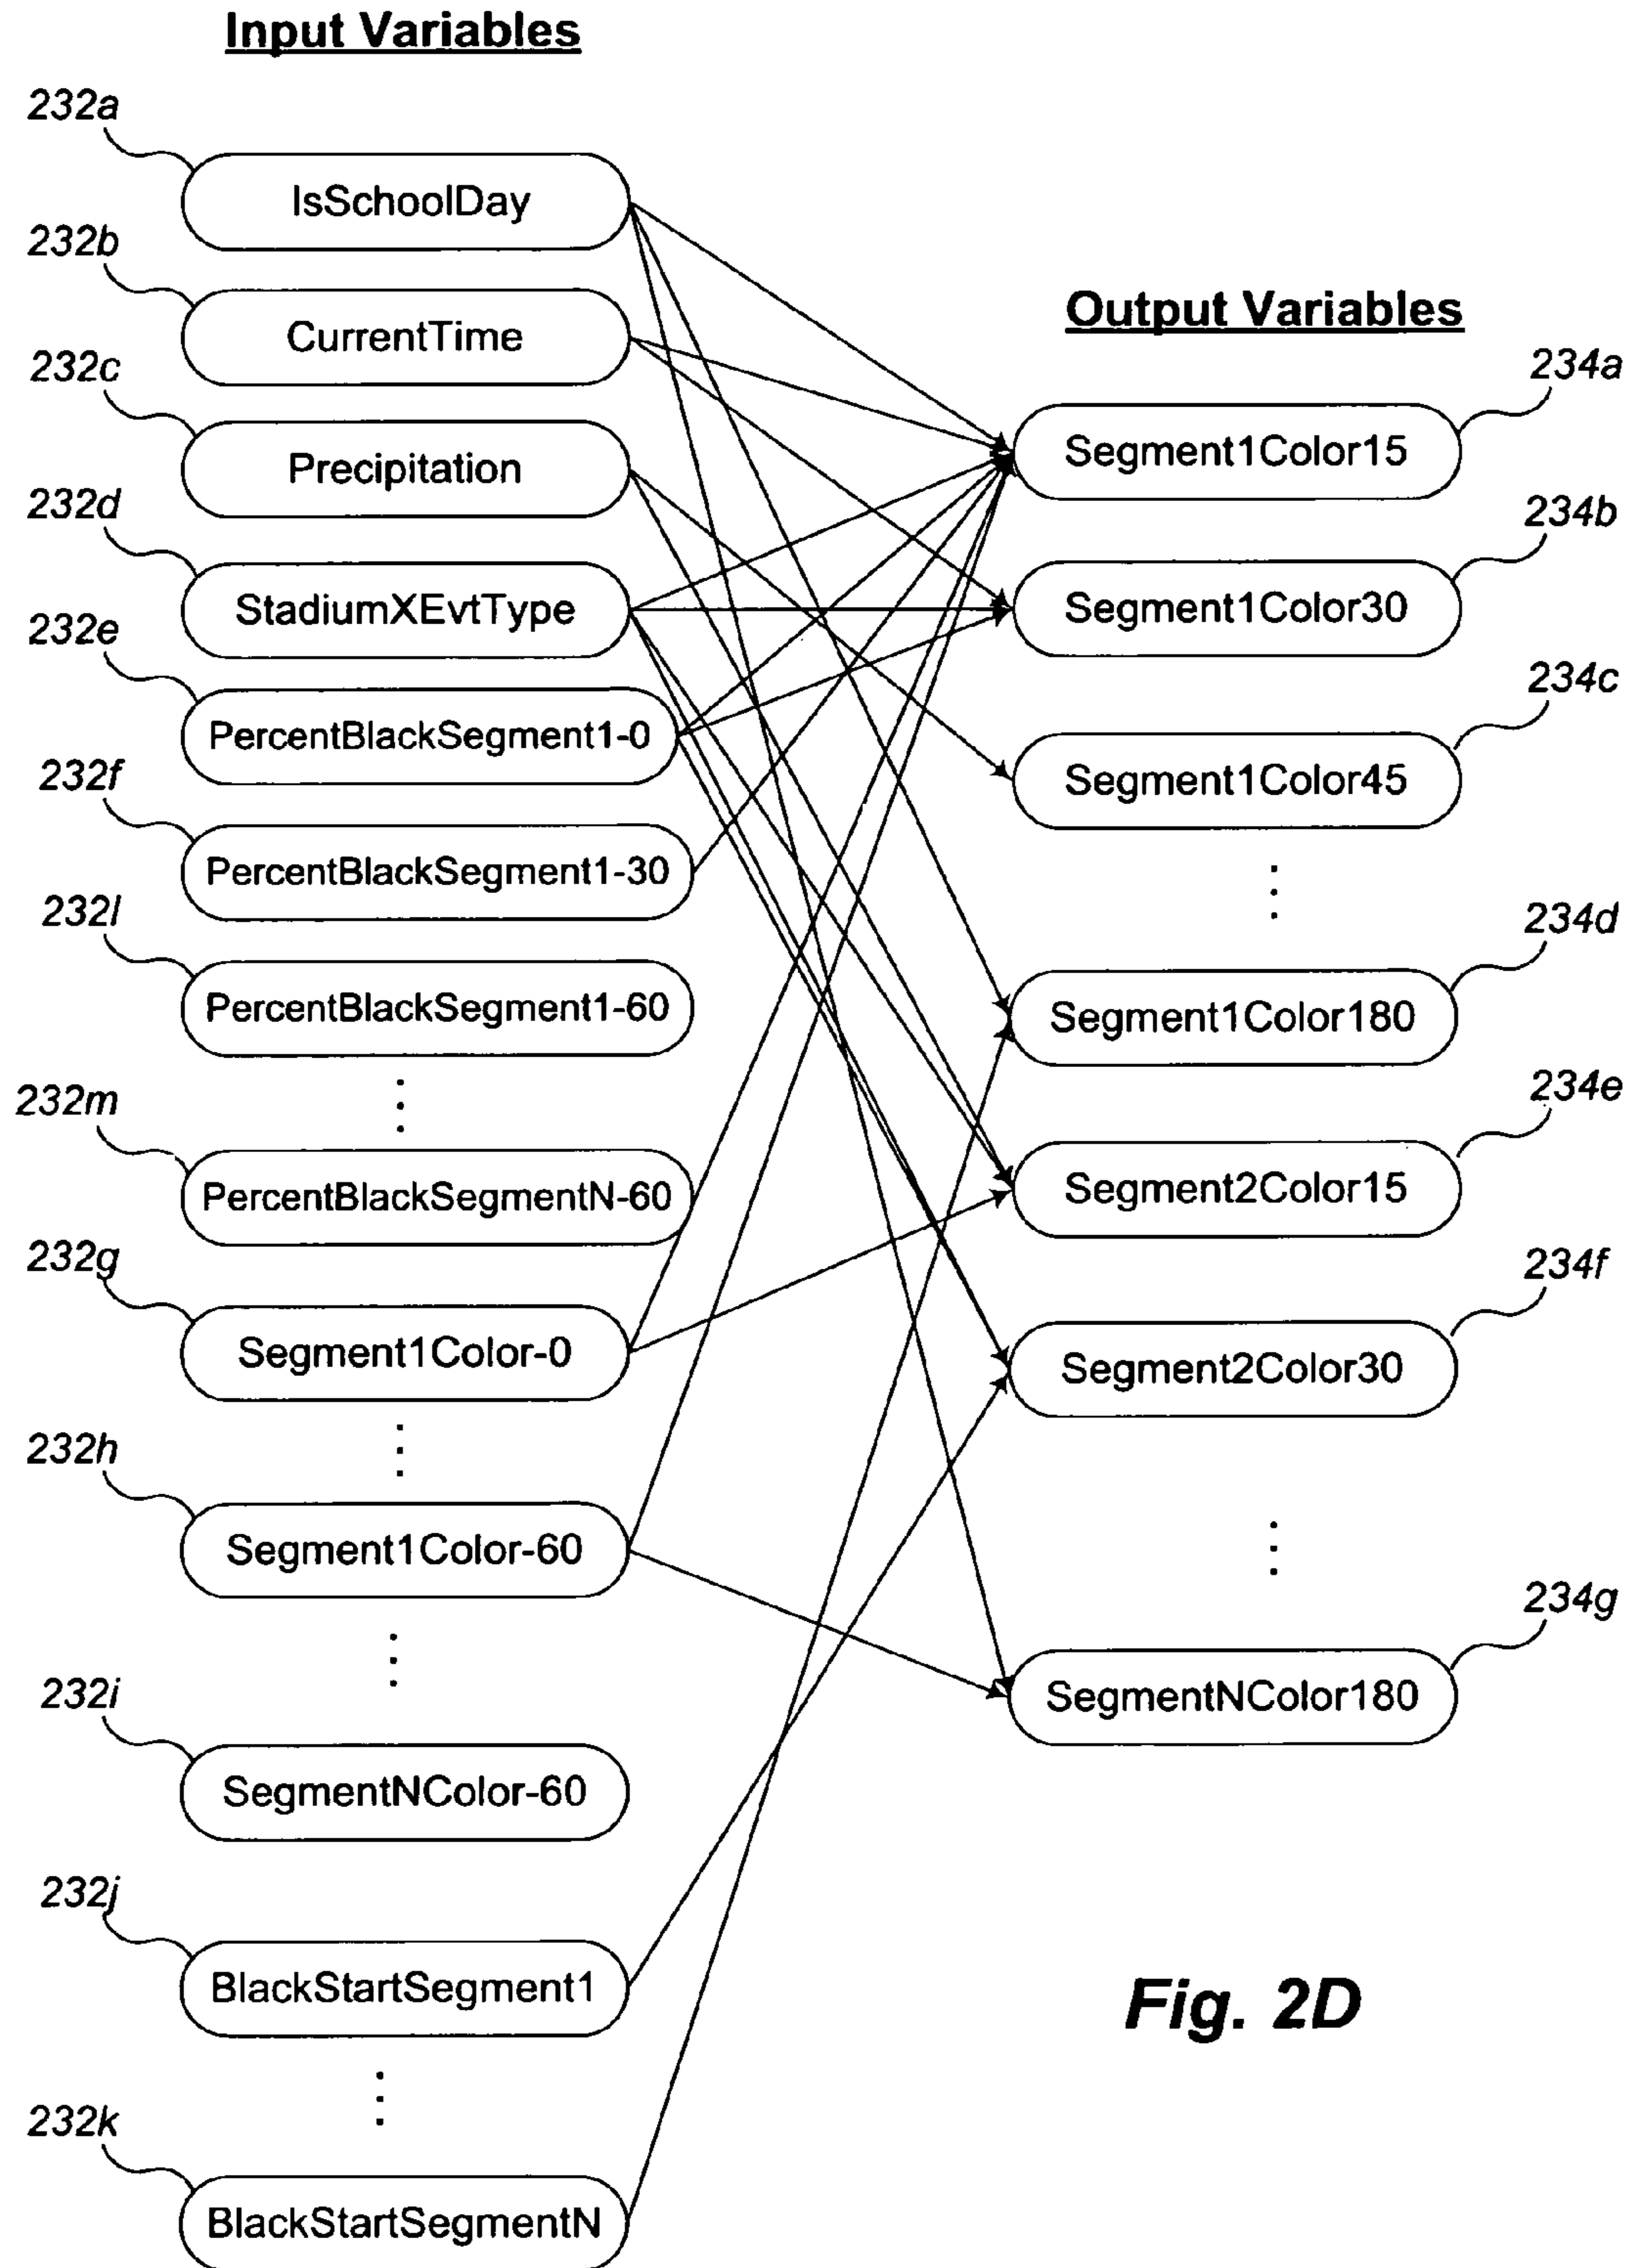 Input Variables
232a
IsSchoolDay
232b
CurrentTime
232c
Precipitation
232d
StadiumXEvtType
232e
PercentBlackSegment1-0
232f
PercentBlackSegment1-30
232l
PercentBlackSegment1-60
232m
PercentBlackSegmentN-60
232g
Segment1Color-0
232h
Segment1Color-60
232i
SegmentNColor-60
232j
BlackStartSegment1
232k
BlackStartSegmentN
Output Variables
234a
Segment1Color15
234b
Segment1Color30
234c
Segment1Color45
234d
Segment1Color180
234e
Segment2Color15
234f
Segment2Color30
234g
SegmentNColor180
Fig. 2D